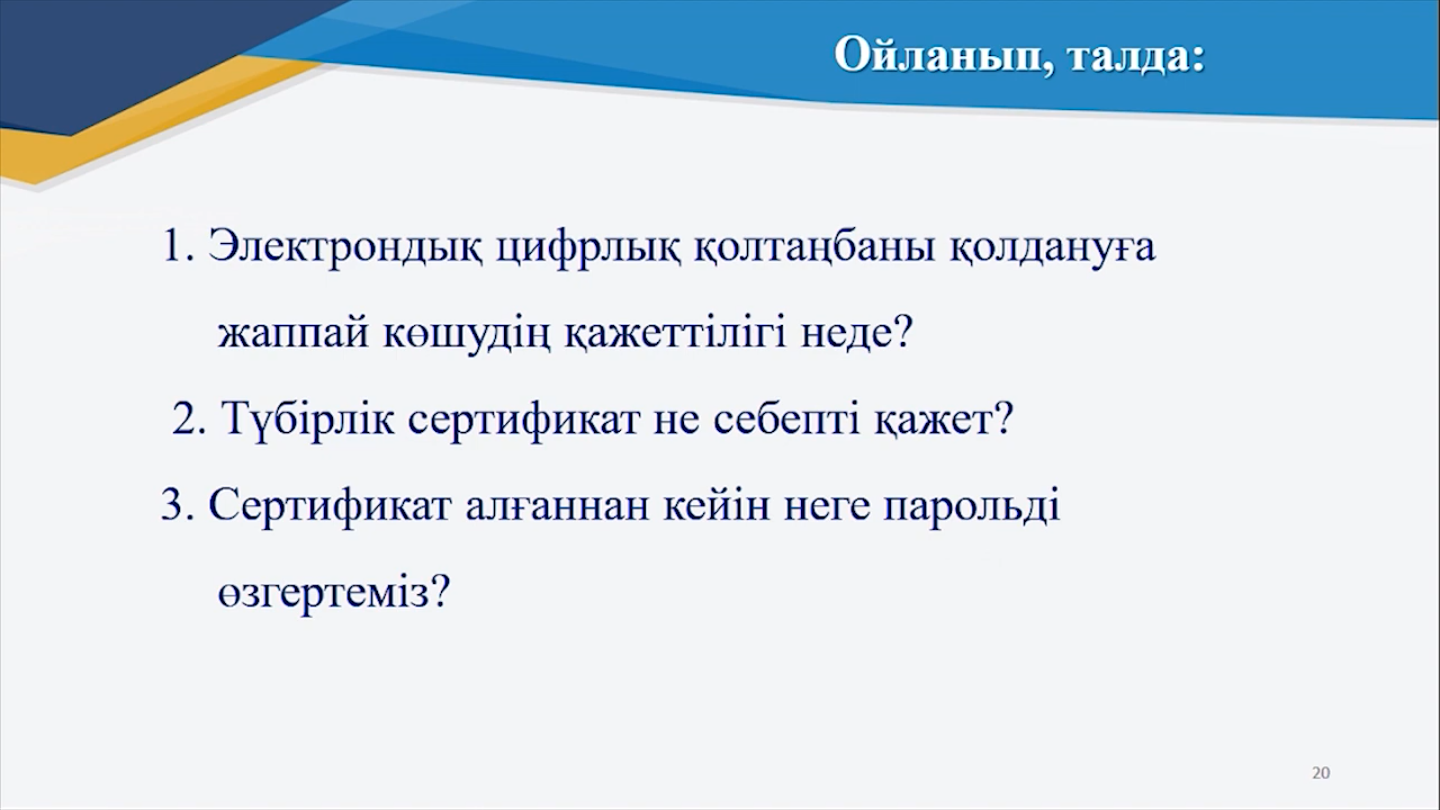 Ойланып, талда:
1. Электрондық цифрлық қолтаңбаны қолдануға
жаппай көшудің қажеттілігі неде?
2. Түбірлік сертификат не себепті қажет?
3. Сертификат алғаннан кейін неге парольді
өзгертеміз?
20